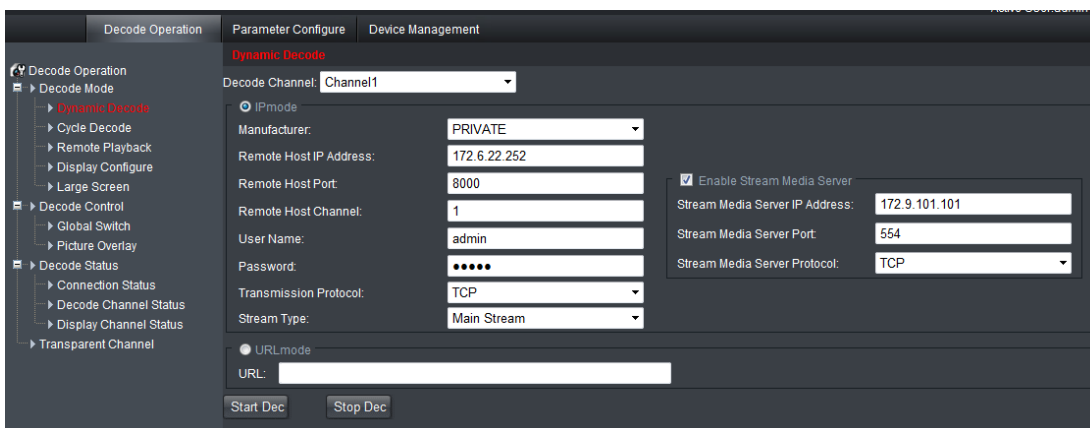 Active User:admin
Decode Operation Parameter Configure Device Management
Dynamic Decode
Decode Operation
Decode Mode
Dynamic Decode
Cycle Decode
Remote Playback
Display Configure
Large Screen
Decode Control
Global Switch
Picture Overlay
Decode Status
Connection Status
Decode Channel Status
Display Channel Status
Transparent Channel
Decode Channel: Channel1
IPmode
Manufacturer: PRIVATE
Remote Host IP Address: 172.6.22.252
Remote Host Port: 8000
Remote Host Channel: 1
User Name: admin
Password: •••••
Transmission Protocol: TCP
Stream Type: Main Stream
Enable Stream Media Server
Stream Media Server IP Address: 172.9.101.101
Stream Media Server Port: 554
Stream Media Server Protocol: TCP
URLmode
URL:
Start Dec Stop Dec